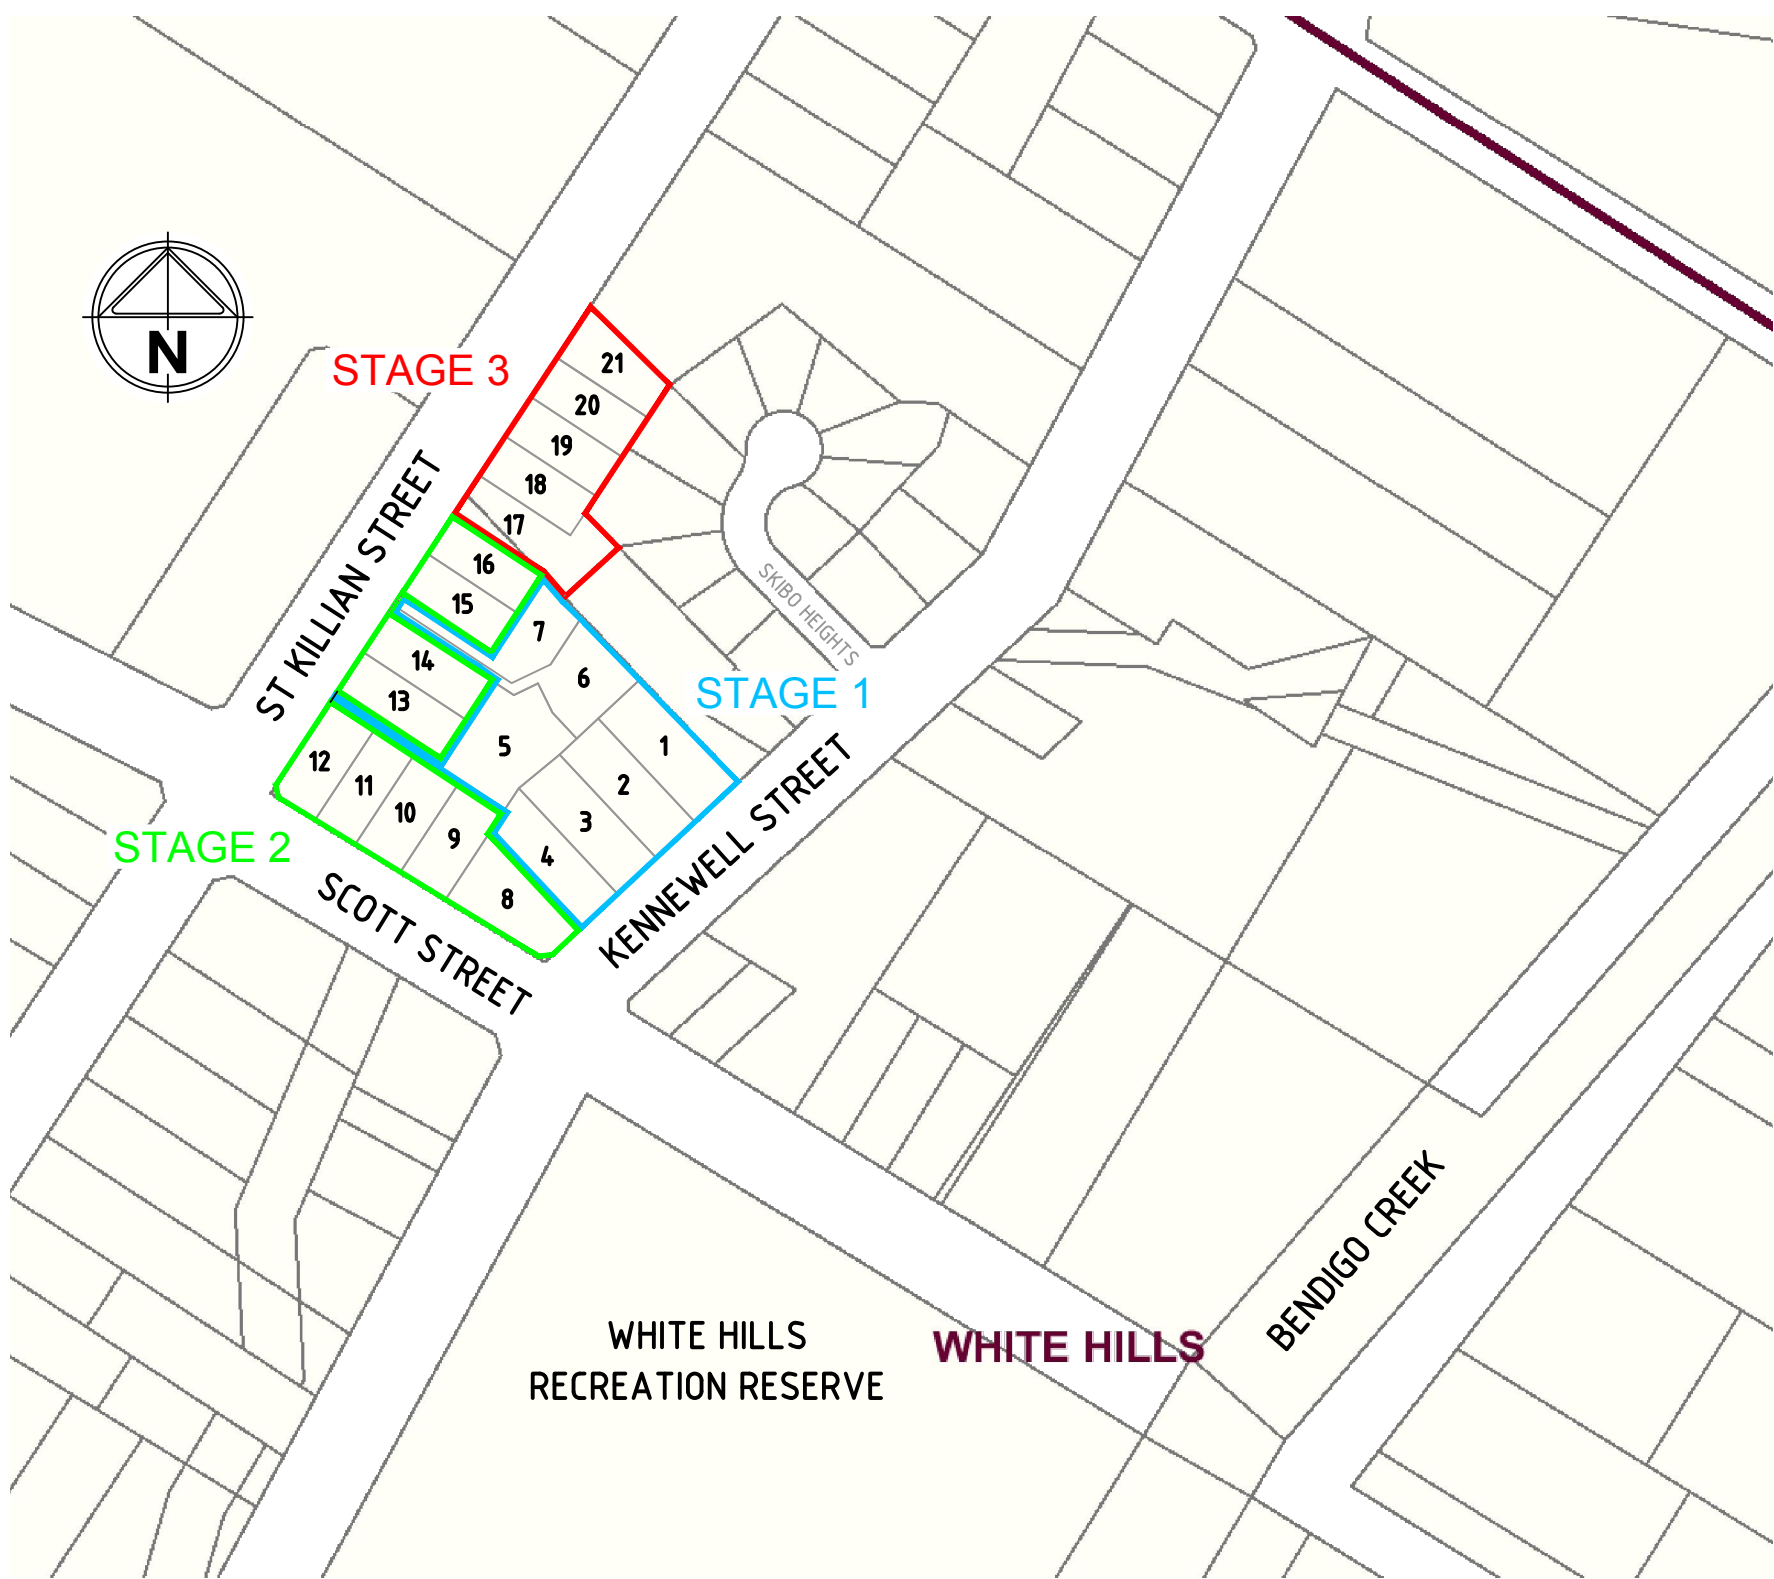 N
STAGE 3
21
20
19
18
17
16
15
14
13
12
11
10
9
8
7
6
5
4
3
2
1
ST KILLIAN STREET
SKIBO HEIGHTS
STAGE 1
STAGE 2
SCOTT STREET
KENNEWELL STREET
BENDIGO CREEK
WHITE HILLS
RECREATION RESERVE
WHITE HILLS